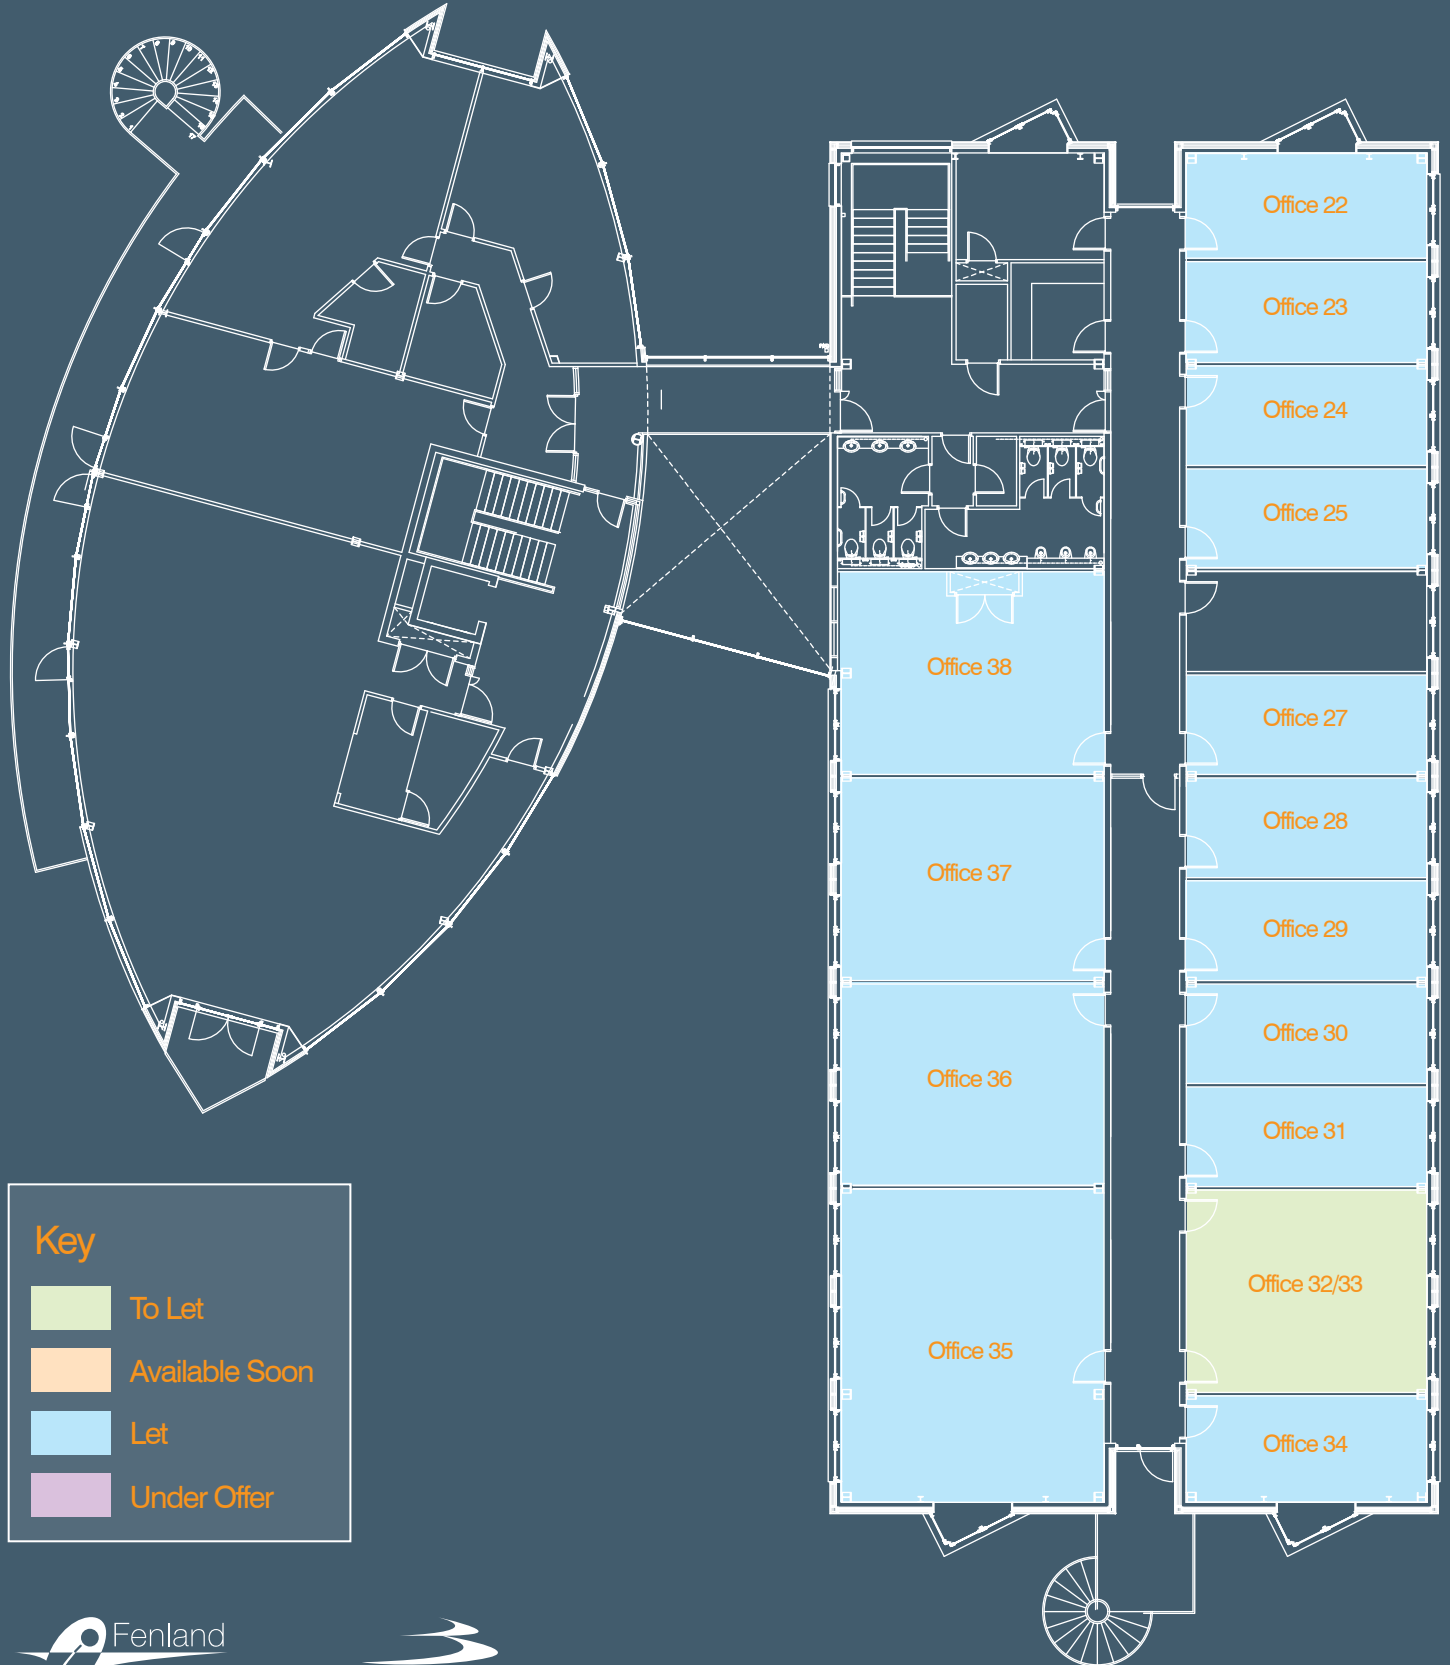 Office 22
Office 23
Office 24
Office 25
Office 38
Office 27
Office 28
Office 37
Office 29
Office 30
Office 36
Office 31
Office 32/33
Office 35
Office 34
Key
To Let
Available Soon
Let
Under Offer
Fenland